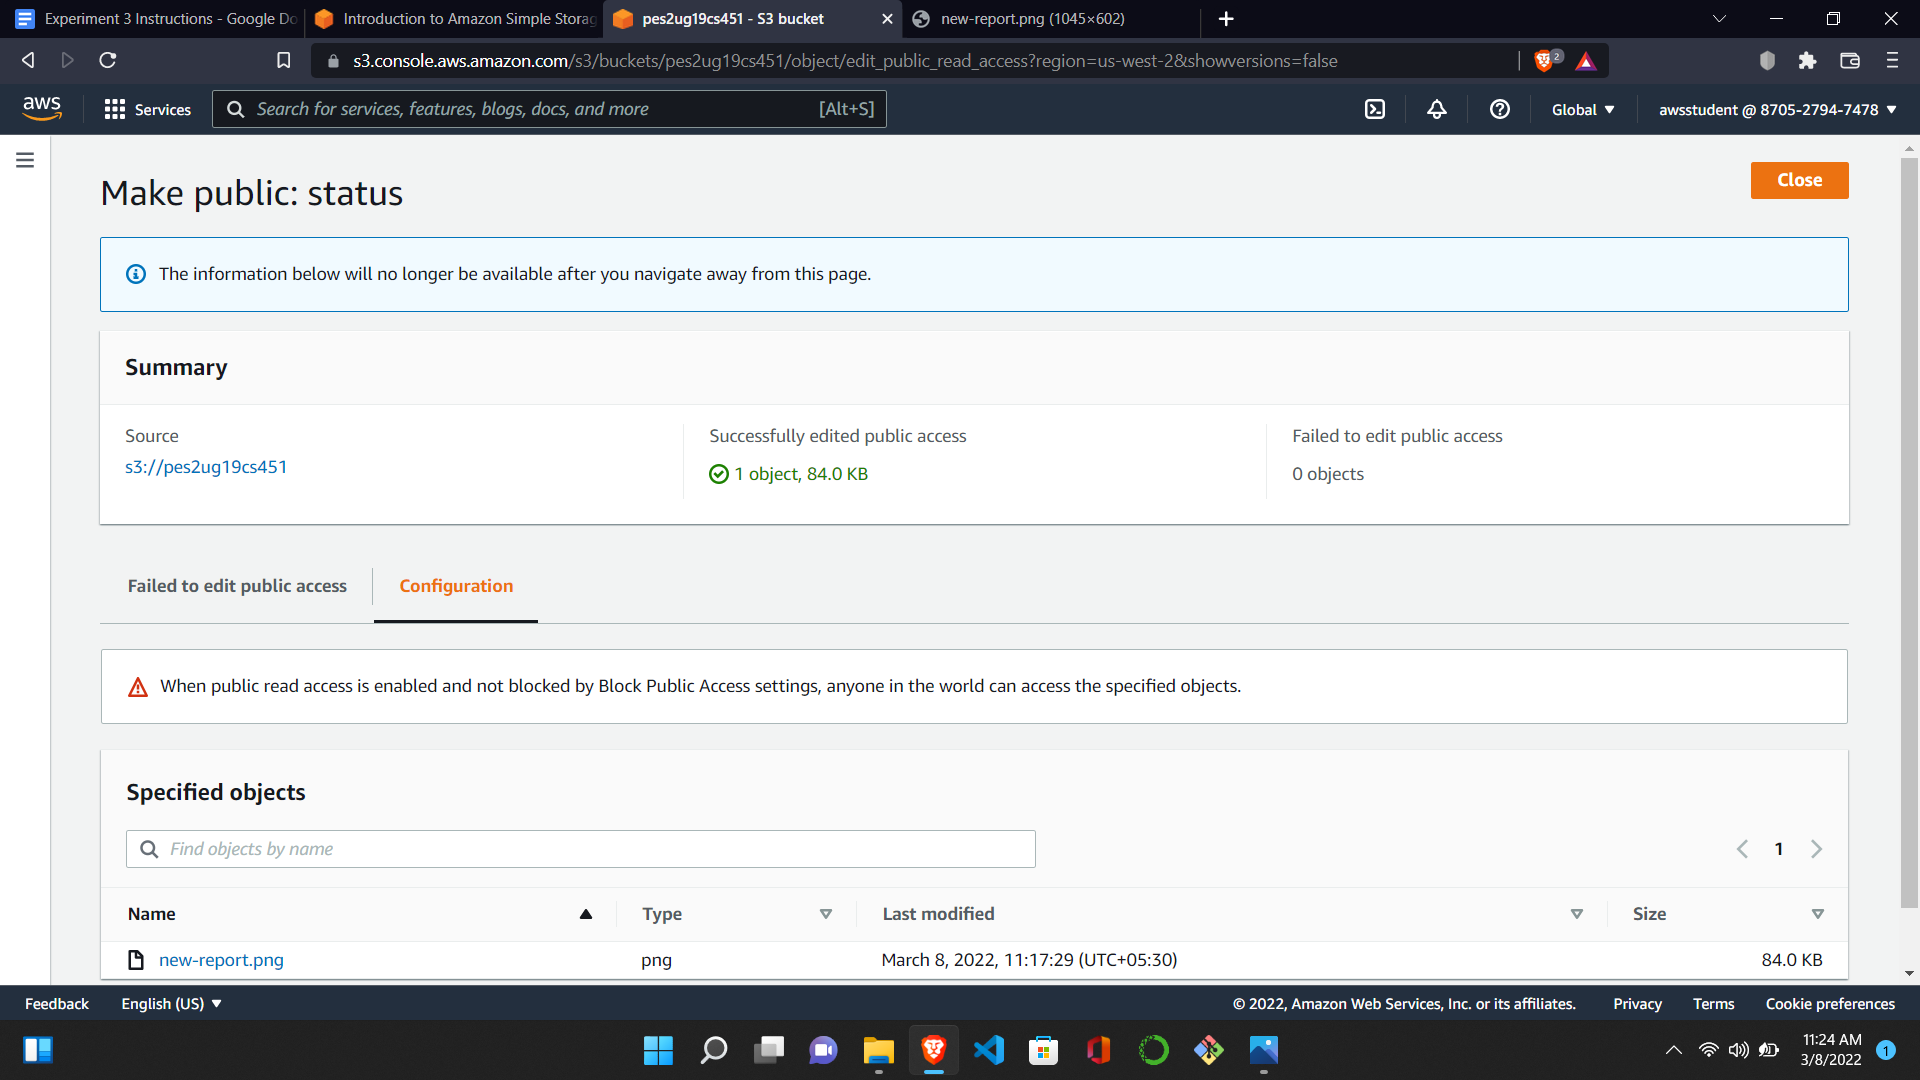 Experiment 3 Instructions - Google Do
Introduction to Amazon Simple Storag
pes2ug19cs451 - S3 bucket
new-report.png (1045×602)
s3.console.aws.amazon.com/s3/buckets/pes2ug19cs451/object/edit_public_read_access?region=us-west-2&showversions=false
2
aws
Services
Search for services, features, blogs, docs, and more
[Alt+S]
Global
awsstudent @ 8705-2794-7478
Make public: status
Close
The information below will no longer be available after you navigate away from this page.
Summary
Source
Successfully edited public access
Failed to edit public access
s3://pes2ug19cs451
1 object, 84.0 KB
0 objects
Failed to edit public access
Configuration
When public read access is enabled and not blocked by Block Public Access settings, anyone in the world can access the specified objects.
Specified objects
Find objects by name
1
Name
Type
Last modified
Size
new-report.png
png
March 8, 2022, 11:17:29 (UTC+05:30)
84.0 KB
Feedback
English (US)
© 2022, Amazon Web Services, Inc. or its affiliates.
Privacy
Terms
Cookie preferences
11:24 AM
3/8/2022
1